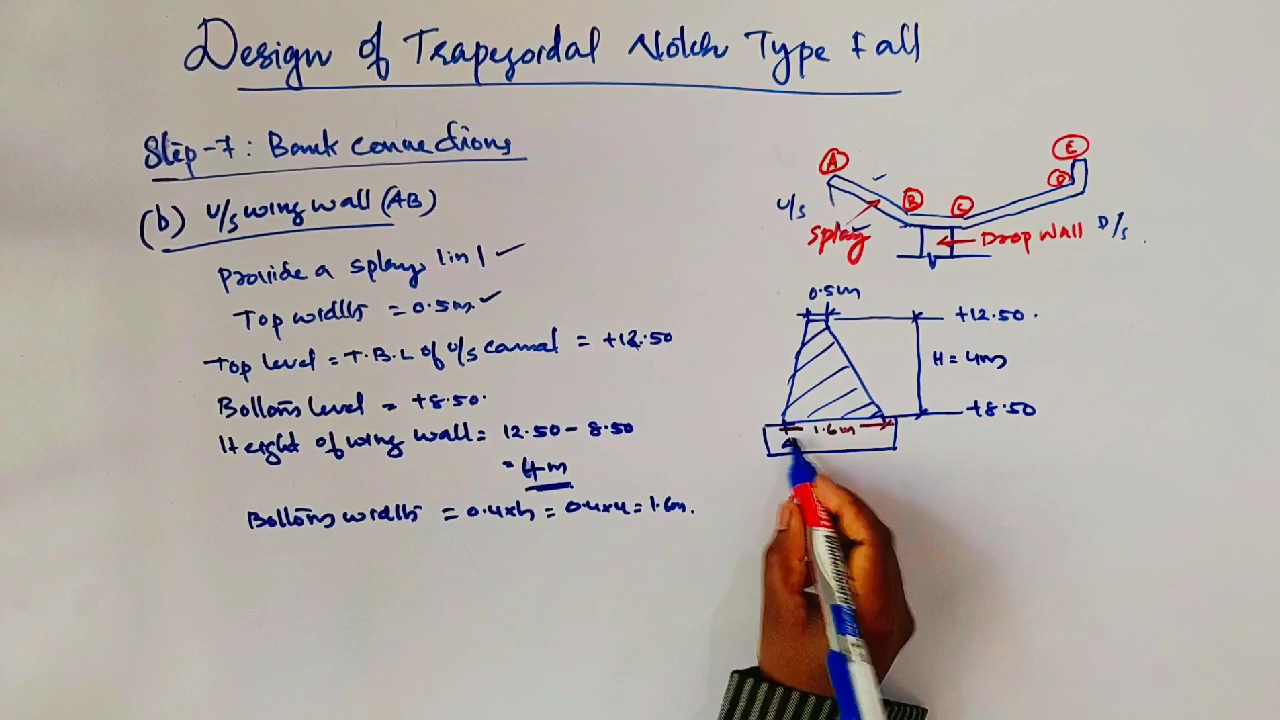 Design of Trapezoidal Notch Type Fall
Step-7: Bank connections
(b) U/s wing wall (AB)
Provide a splay 1 in 1
Top width = 0.5m
Top level = T.B.L of U/s canal = +12.50
Bottom level = +8.50.
Height of wing wall = 12.50 - 8.50
= 4m
Bottom width = 0.4xh = 0.4x4 = 1.6m.
A
B
C
D
E
U/s
splay
Drop wall
D/s
0.5m
+12.50.
H = 4m
+8.50
1.6m